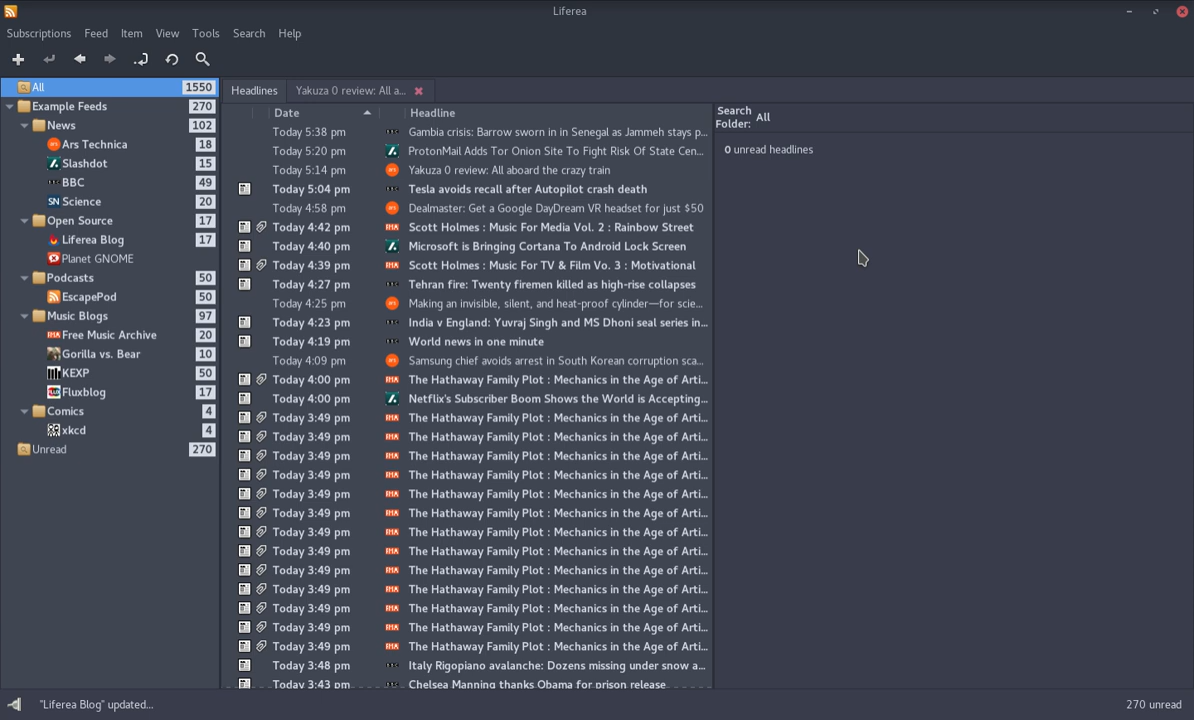 Liferea
Subscriptions Feed Item View Tools Search Help
All 1550
Example Feeds 270
News 102
Ars Technica 18
Slashdot 15
BBC 49
SN Science 20
Open Source 17
Liferea Blog 17
Planet GNOME
Podcasts 50
EscapePod 50
Music Blogs 97
FMA Free Music Archive 20
Gorilla vs. Bear 10
KEXP 50
Fluxblog 17
Comics 4
xkcd 4
Unread 270
Headlines Yakuza 0 review: All a...
Date Headline
Today 5:38 pm Gambia crisis: Barrow sworn in in Senegal as Jammeh stays p...
Today 5:20 pm ProtonMail Adds Tor Onion Site To Fight Risk Of State Cen...
Today 5:14 pm Yakuza 0 review: All aboard the crazy train
Today 5:04 pm Tesla avoids recall after Autopilot crash death
Today 4:58 pm Dealmaster: Get a Google DayDream VR headset for just $50
Today 4:42 pm FMA Scott Holmes : Music For Media Vol. 2 : Rainbow Street
Today 4:40 pm Microsoft is Bringing Cortana To Android Lock Screen
Today 4:39 pm FMA Scott Holmes : Music For TV & Film Vo. 3 : Motivational
Today 4:27 pm Tehran fire: Twenty firemen killed as high-rise collapses
Today 4:25 pm Making an invisible, silent, and heat-proof cylinder—for scie...
Today 4:23 pm India v England: Yuvraj Singh and MS Dhoni seal series in...
Today 4:19 pm World news in one minute
Today 4:09 pm Samsung chief avoids arrest in South Korean corruption sca...
Today 4:00 pm FMA The Hathaway Family Plot : Mechanics in the Age of Arti...
Today 4:00 pm Netflix's Subscriber Boom Shows the World is Accepting...
Today 3:49 pm FMA The Hathaway Family Plot : Mechanics in the Age of Arti...
Today 3:49 pm FMA The Hathaway Family Plot : Mechanics in the Age of Arti...
Today 3:49 pm FMA The Hathaway Family Plot : Mechanics in the Age of Arti...
Today 3:49 pm FMA The Hathaway Family Plot : Mechanics in the Age of Arti...
Today 3:49 pm FMA The Hathaway Family Plot : Mechanics in the Age of Arti...
Today 3:49 pm FMA The Hathaway Family Plot : Mechanics in the Age of Arti...
Today 3:49 pm FMA The Hathaway Family Plot : Mechanics in the Age of Arti...
Today 3:49 pm FMA The Hathaway Family Plot : Mechanics in the Age of Arti...
Today 3:49 pm FMA The Hathaway Family Plot : Mechanics in the Age of Arti...
Today 3:49 pm FMA The Hathaway Family Plot : Mechanics in the Age of Arti...
Today 3:49 pm FMA The Hathaway Family Plot : Mechanics in the Age of Arti...
Today 3:49 pm FMA The Hathaway Family Plot : Mechanics in the Age of Arti...
Today 3:49 pm FMA The Hathaway Family Plot : Mechanics in the Age of Arti...
Today 3:48 pm Italy Rigopiano avalanche: Dozens missing under snow a...
Today 3:43 pm Chelsea Manning thanks Obama for prison release
Search Folder: All
0 unread headlines
"Liferea Blog" updated...
270 unread